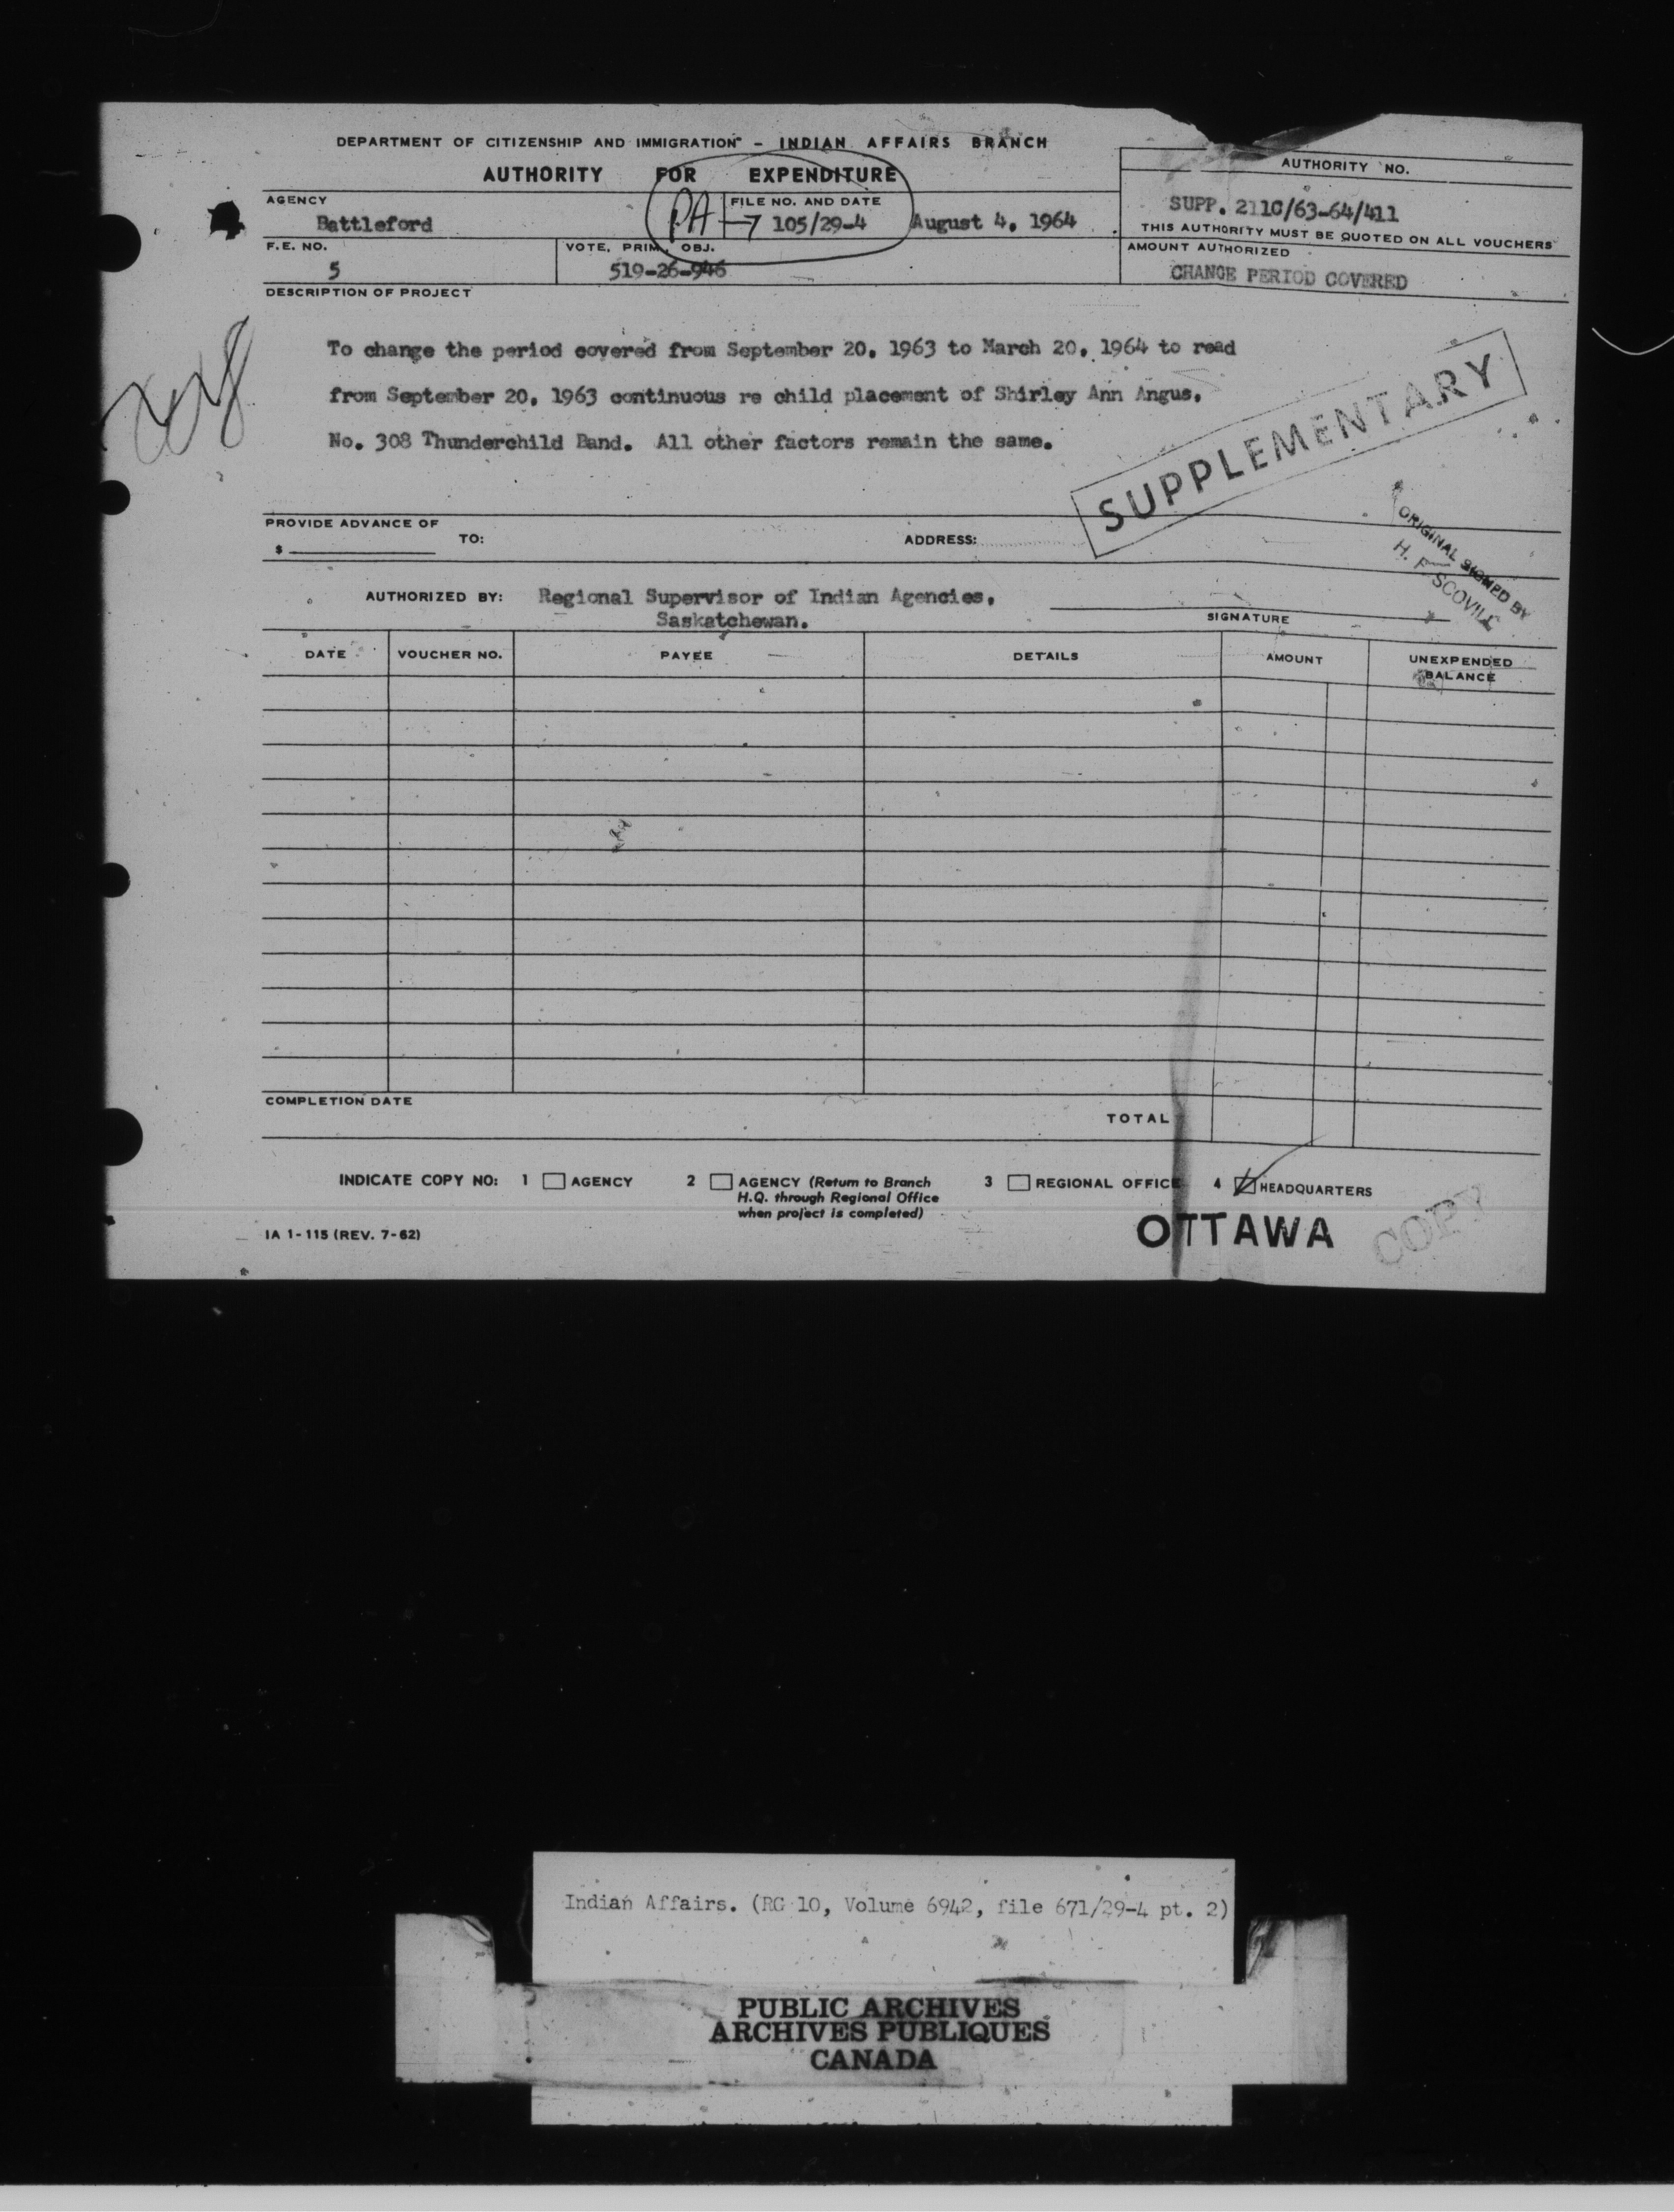 DEPARTMENT OF CITIZENSHIP AND IMMIGRATION - INDIAN AFFAIRS BRANCH
AUTHORITY FOR EXPENDITURE
AUTHORITY NO.
SUPP. 2110/63-64/411
THIS AUTHORITY MUST BE QUOTED ON ALL VOUCHERS
AGENCY
Battleford
PA
FILE NO. AND DATE
105/29-4 August 4, 1964
F.E. NO.
5
VOTE, PRIM. OBJ.
519-26-946
AMOUNT AUTHORIZED
CHANGE PERIOD COVERED
DESCRIPTION OF PROJECT
To change the period covered from September 20, 1963 to March 20, 1964 to read
from September 20, 1963 continuous re child placement of Shirley Ann Angus,
No. 308 Thunderchild Band. All other factors remain the same.
SUPPLEMENTARY
PROVIDE ADVANCE OF
$ TO: ADDRESS:
ORIGINAL SIGNED BY
H. F. SCOVILL
AUTHORIZED BY: Regional Supervisor of Indian Agencies,
Saskatchewan.
SIGNATURE
DATE VOUCHER NO. PAYEE DETAILS AMOUNT UNEXPENDED
BALANCE
COMPLETION DATE
TOTAL
INDICATE COPY NO: 1 AGENCY 2 AGENCY (Return to Branch 3 REGIONAL OFFICE 4 HEADQUARTERS
H.Q. through Regional Office
when project is completed)
OTTAWA
COPY
IA 1-115 (REV. 7-62)
Indian Affairs. (RG 10, Volume 6942, file 671/29-4 pt. 2)
PUBLIC ARCHIVES
ARCHIVES PUBLIQUES
CANADA